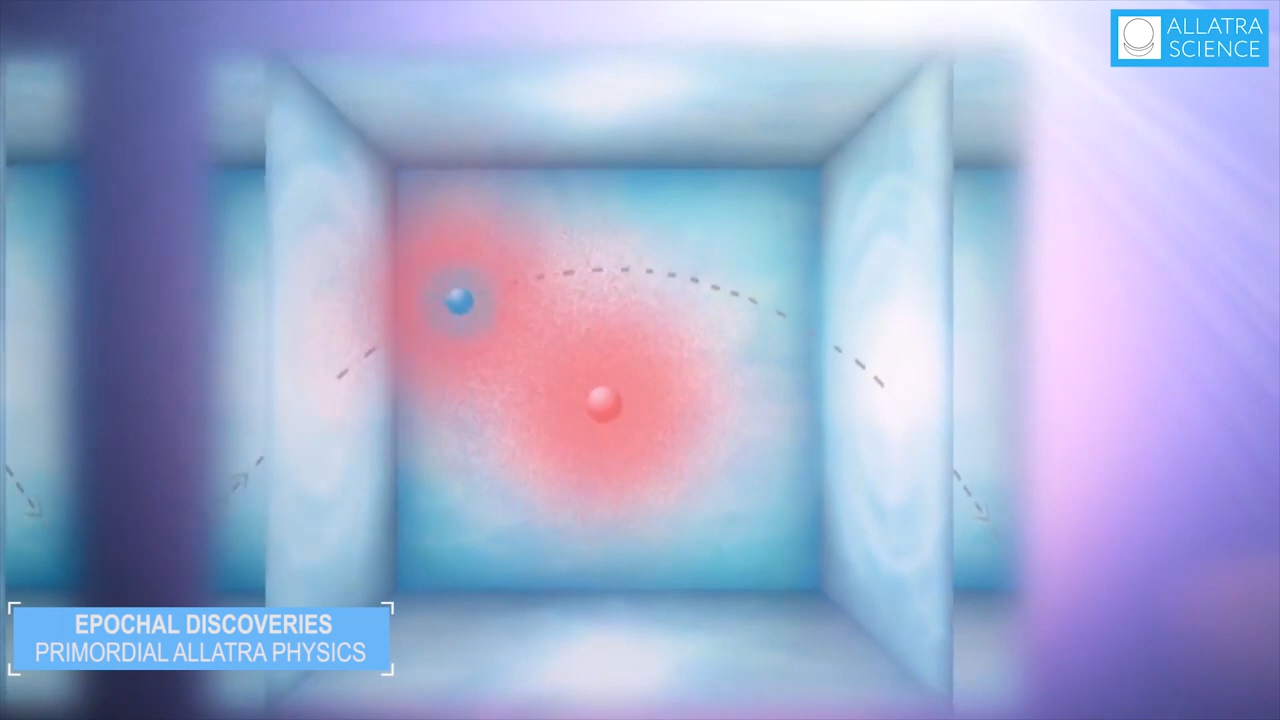 ALLATRA
SCIENCE
EPOCHAL DISCOVERIES
PRIMORDIAL ALLATRA PHYSICS